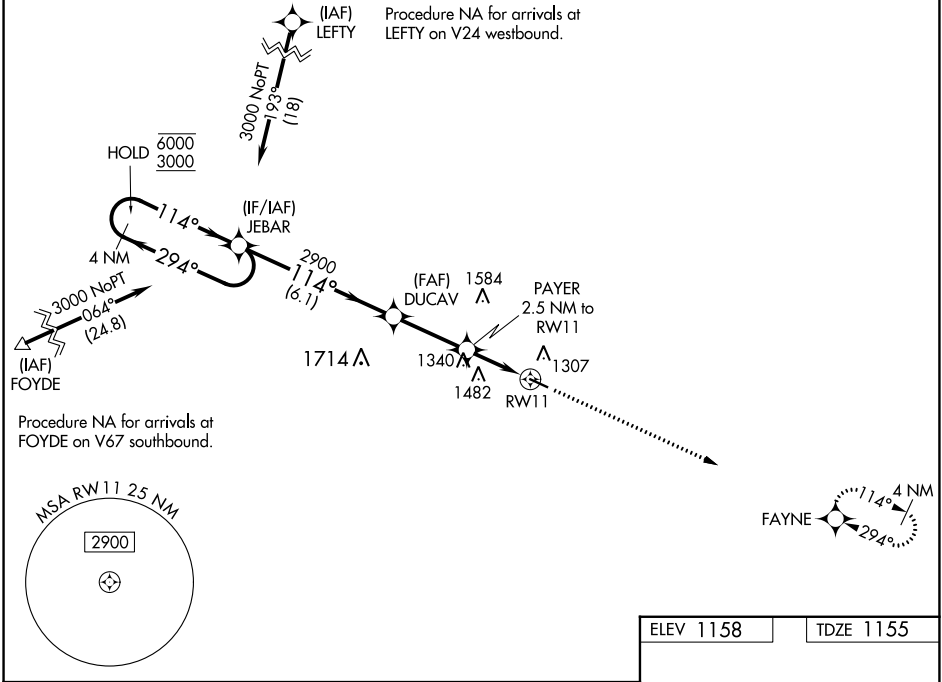 (IAF)
LEFTY
Procedure NA for arrivals at
LEFTY on V24 westbound.
3000 NoPT
193°
(18)
HOLD
6000
3000
(IF/IAF)
JEBAR
114°
294°
4 NM
2900
114°
(6.1)
(FAF)
DUCAV
1584
PAYER
2.5 NM to
RW11
3000 NoPT
064°
(24.8)
(IAF)
FOYDE
1714
1340
1482
1307
RW11
Procedure NA for arrivals at
FOYDE on V67 southbound.
MSA RW11 25 NM
2900
FAYNE
114°
294°
4 NM
ELEV 1158
TDZE 1155